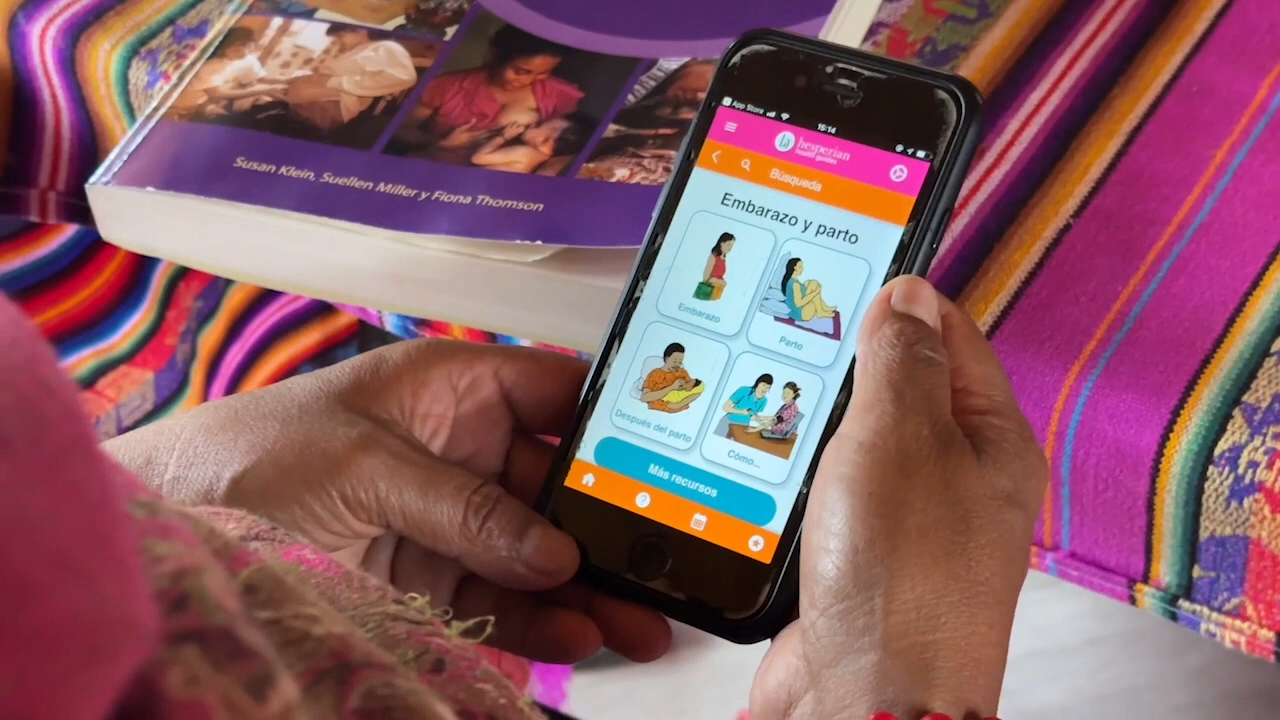 Susan Klein, Suellen Miller y Fiona Thomson
App Store
15:14
hesperian
health guides
Búsqueda
Embarazo y parto
Embarazo
Parto
Después del parto
Cómo...
Más recursos